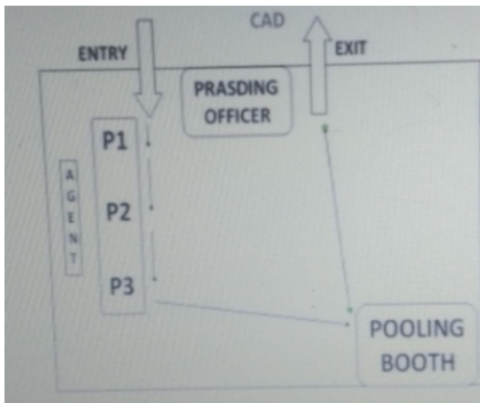 CAD
ENTRY
EXIT
PRASDING
OFFICER
P1
P2
P3
AGENT
POOLING
BOOTH